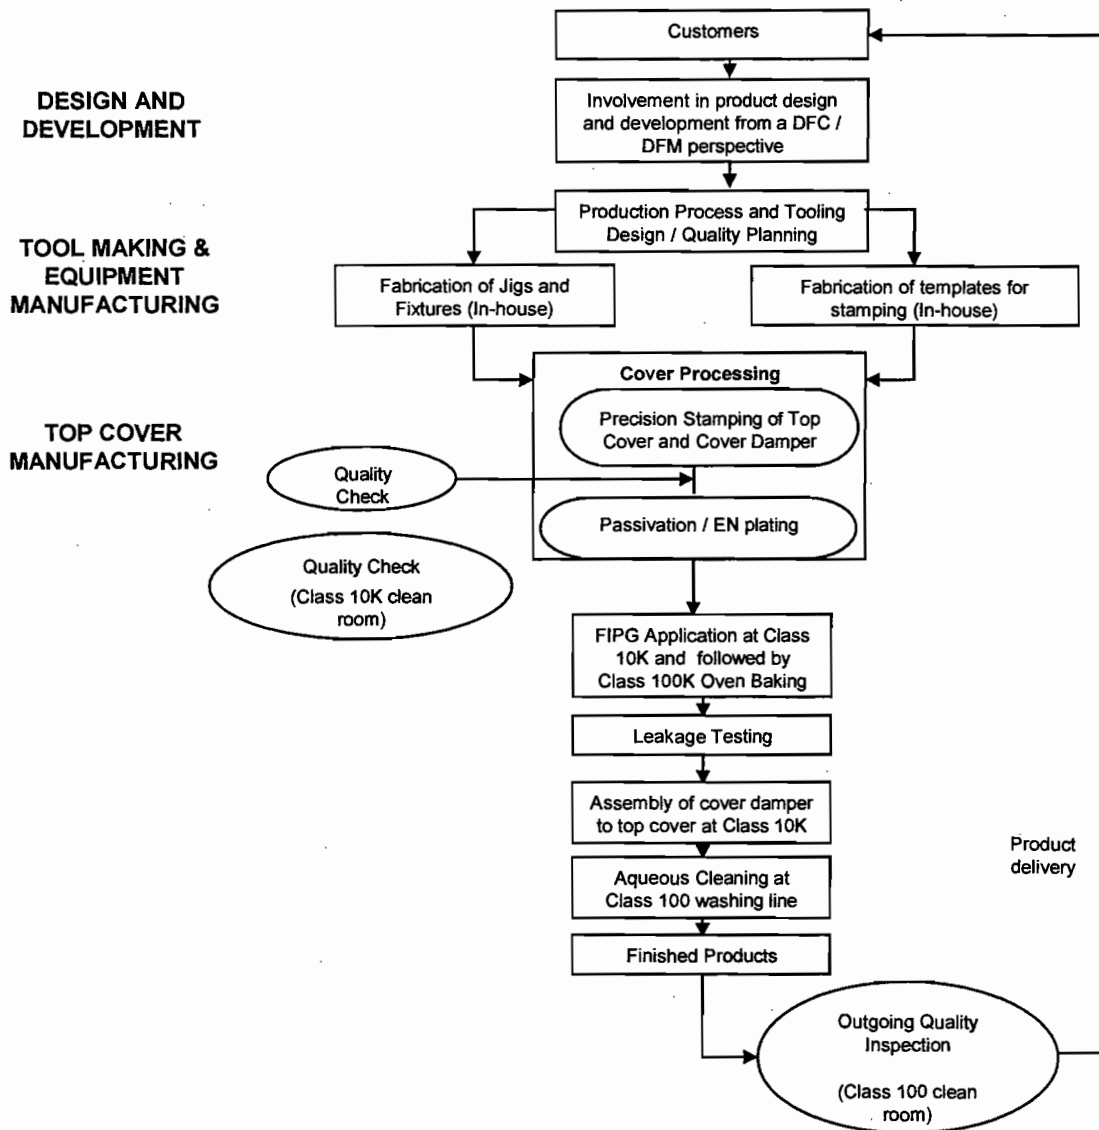 Customers
DESIGN AND
DEVELOPMENT
Involvement in product design
and development from a DFC /
DFM perspective
Production Process and Tooling
Design / Quality Planning
TOOL MAKING &
EQUIPMENT
MANUFACTURING
Fabrication of Jigs and
Fixtures (In-house)
Fabrication of templates for
stamping (In-house)
Cover Processing
Precision Stamping of Top
Cover and Cover Damper
TOP COVER
MANUFACTURING
Quality
Check
Passivation / EN plating
Quality Check
(Class 10K clean
room)
FIPG Application at Class
10K and followed by
Class 100K Oven Baking
Leakage Testing
Assembly of cover damper
to top cover at Class 10K
Product
delivery
Aqueous Cleaning at
Class 100 washing line
Finished Products
Outgoing Quality
Inspection
(Class 100 clean
room)